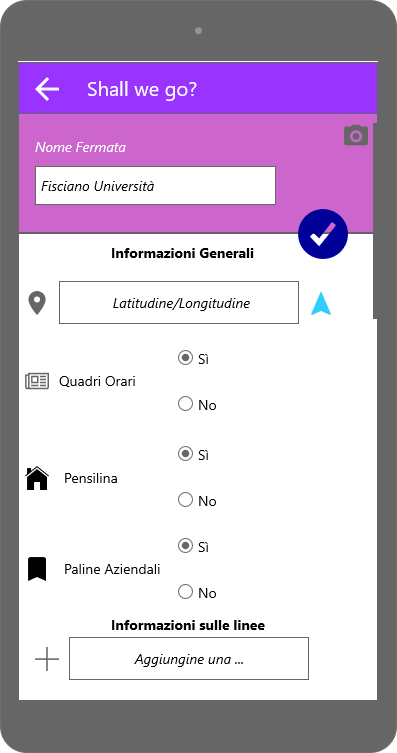 Shall we go?
Nome Fermata
Fisciano Università
Informazioni Generali
Latitudine/Longitudine
Sì
Quadri Orari
No
Sì
Pensilina
No
Sì
Paline Aziendali
No
Informazioni sulle linee
Aggiungine una ...